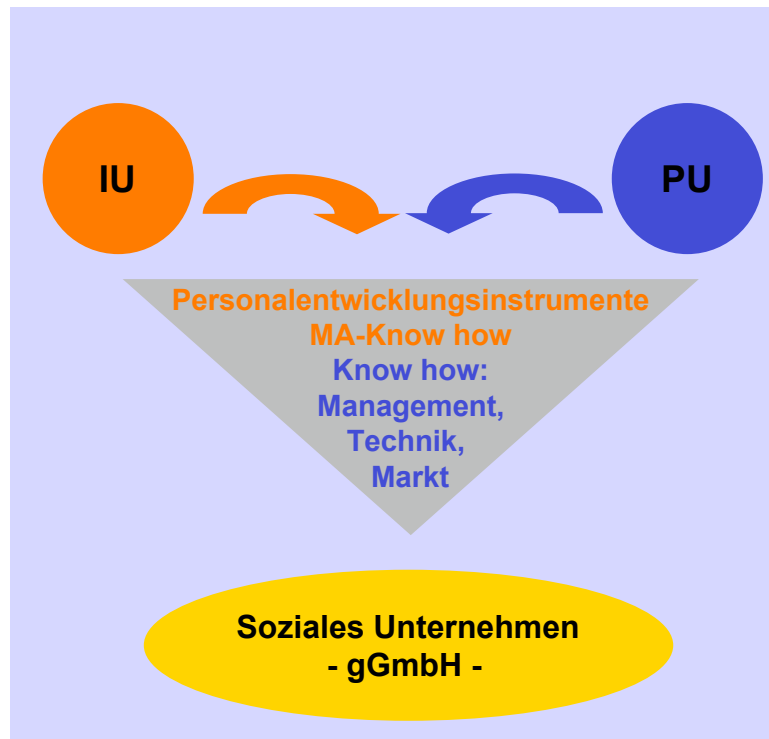 IU
PU
Personalentwicklungsinstrumente
MA-Know how
Know how:
Management,
Technik,
Markt
Soziales Unternehmen
- gGmbH -